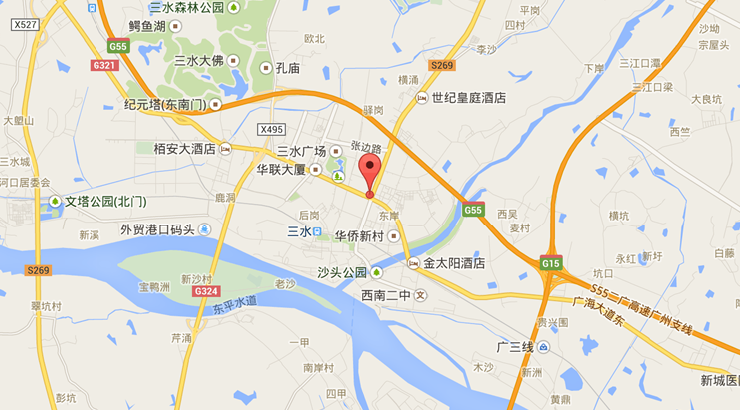 三水森林公园
平岗
沙坳
X527
鳄鱼湖
欧北
四村
宗屋头
G55
李沙
三江口潭
G321
三水大佛
孔庙
S269
横涌
下岸
三江口梁
世纪皇庭酒店
大良坑
纪元塔(东南门)
驿岗
大塱山
X495
西竺
栢安大酒店
三水广场
张边路
三水城
华联大厦
河口居委会
文塔公园(北门)
鹿洞
G55
后岗
东岸
西吴
横坑
外贸港口码头
三水
麦村
新溪
华侨新村
永红
新圩
白藤
S269
沙头公园
金太阳酒店
G15
坑口
新沙村
老沙
宝鸭洲
G324
西南二中
S55二广高速广州支线
翠坑村
东平水道
广海大道东
贵兴围
芹涌
一甲
广三线
南岸村
木沙
新洲
新城医
彭坑
四甲
黄鼎